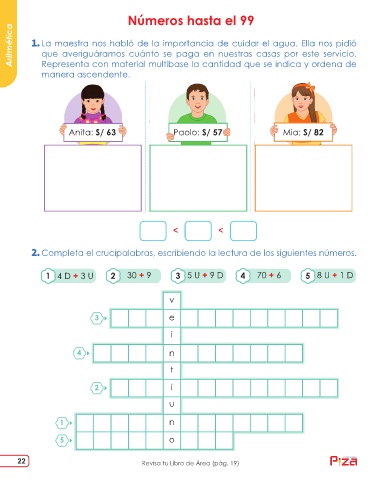 Aritmética
Números hasta el 99
1. La maestra nos habló de la importancia de cuidar el agua. Ella nos pidió
que averiguáramos cuánto se paga en nuestras casas por este servicio.
Representa con material multibase la cantidad que se indica y ordena de
manera ascendente.
Anita: S/ 63 Paolo: S/ 57 Mia: S/ 82
< <
2. Completa el crucipalabras, escribiendo la lectura de los siguientes números.
1 4 D + 3 U 2 30 + 9 3 5 U + 9 D 4 70 + 6 5 8 U + 1 D
v
3 e
i
4 n
t
2 i
u
1 n
5 o
22
Revisa tu Libro de Área (pág. 19)
Piza